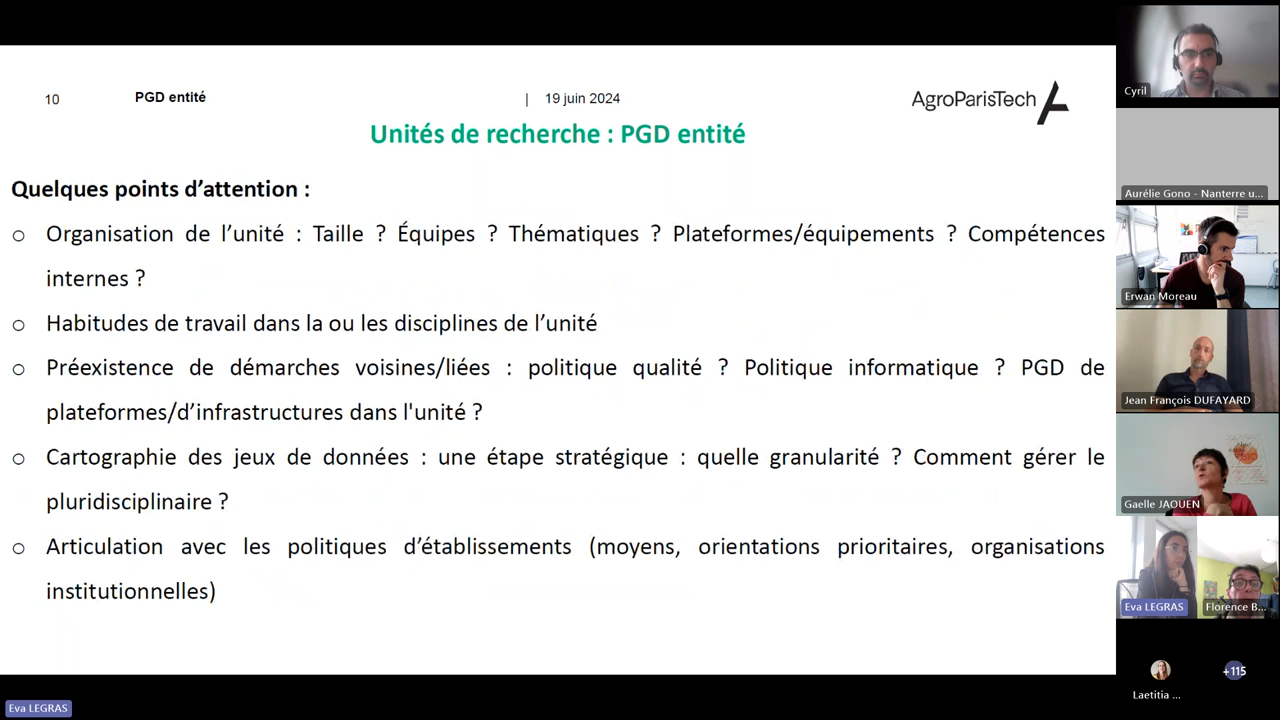 10
PGD entité
| 19 juin 2024
AgroParisTech
Unités de recherche : PGD entité
Quelques points d’attention :
o Organisation de l’unité : Taille ? Équipes ? Thématiques ? Plateformes/équipements ? Compétences
internes ?
o Habitudes de travail dans la ou les disciplines de l’unité
o Préexistence de démarches voisines/liées : politique qualité ? Politique informatique ? PGD de
plateformes/d’infrastructures dans l'unité ?
o Cartographie des jeux de données : une étape stratégique : quelle granularité ? Comment gérer le
pluridisciplinaire ?
o Articulation avec les politiques d’établissements (moyens, orientations prioritaires, organisations
institutionnelles)
Cyril
Aurélie Gono - Nanterre u...
Erwan Moreau
Jean François DUFAYARD
Gaelle JAOUEN
Eva LEGRAS
Florence B...
+115
Laetitia ...
Eva LEGRAS